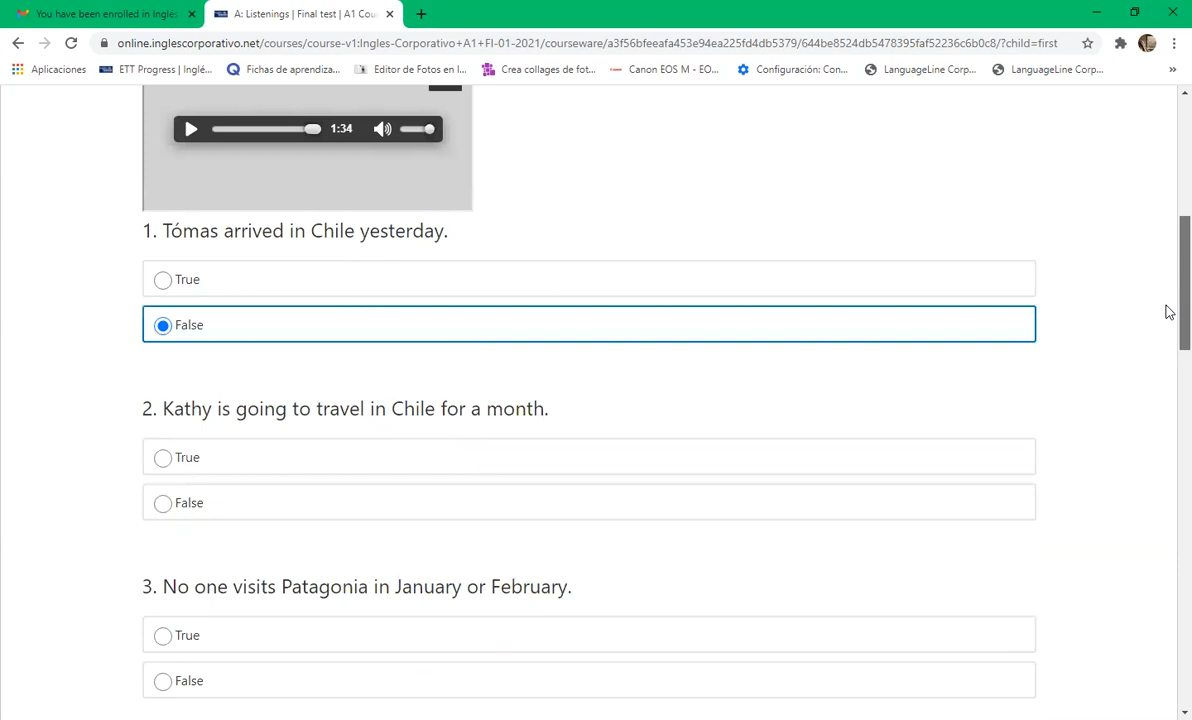 You have been enrolled in Inglés
A: Listenings | Final test | A1 Cou
online.inglescorporativo.net/courses/course-v1:Ingles-Corporativo+A1+FI-01-2021/courseware/a3f56bfeeafa453e94ea225fd4db5379/644be8524db5478395faf52236c6b0c8/?child=first
Aplicaciones
ETT Progress | Inglé...
Fichas de aprendiza...
Editor de Fotos en l...
Crea collages de fot...
Canon EOS M - EO...
Configuración: Con...
LanguageLine Corp...
LanguageLine Corp...
»
1:34
1. Tómas arrived in Chile yesterday.
True
False
2. Kathy is going to travel in Chile for a month.
True
False
3. No one visits Patagonia in January or February.
True
False